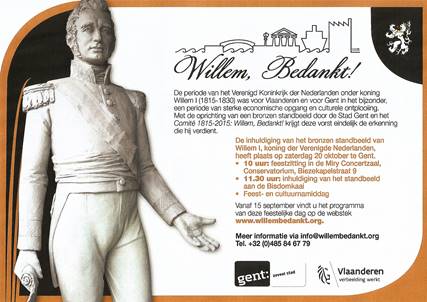 Willem, Bedankt!
De periode van het Verenigd Koninkrijk der Nederlanden onder koning
Willem I (1815-1830) was voor Vlaanderen en voor Gent in het bijzonder,
een periode van sterke economische opgang en culturele ontplooiing.
Met de oprichting van een bronzen standbeeld door de Stad Gent en het
Comité 1815-2015: Willem, Bedankt! krijgt deze vorst eindelijk de erkenning
die hij verdient.
De inhuldiging van het bronzen standbeeld van
Willem I, koning der Verenigde Nederlanden,
heeft plaats op zaterdag 20 oktober te Gent.
• 10 uur: feestzitting in de Miry Concertzaal,
Conservatorium, Biezekapelstraat 9
• 11.30 uur: inhuldiging van het standbeeld
aan de Bisdomkaai
• Feest- en cultuurnamiddag
Vanaf 15 september vindt u het programma
van deze feestelijke dag op de webstek
www.willembedankt.org.
Meer informatie via info@willembedankt.org
Tel. +32 (0)485 84 67 79
gent:
zoveel stad
Vlaanderen
verbeelding werkt